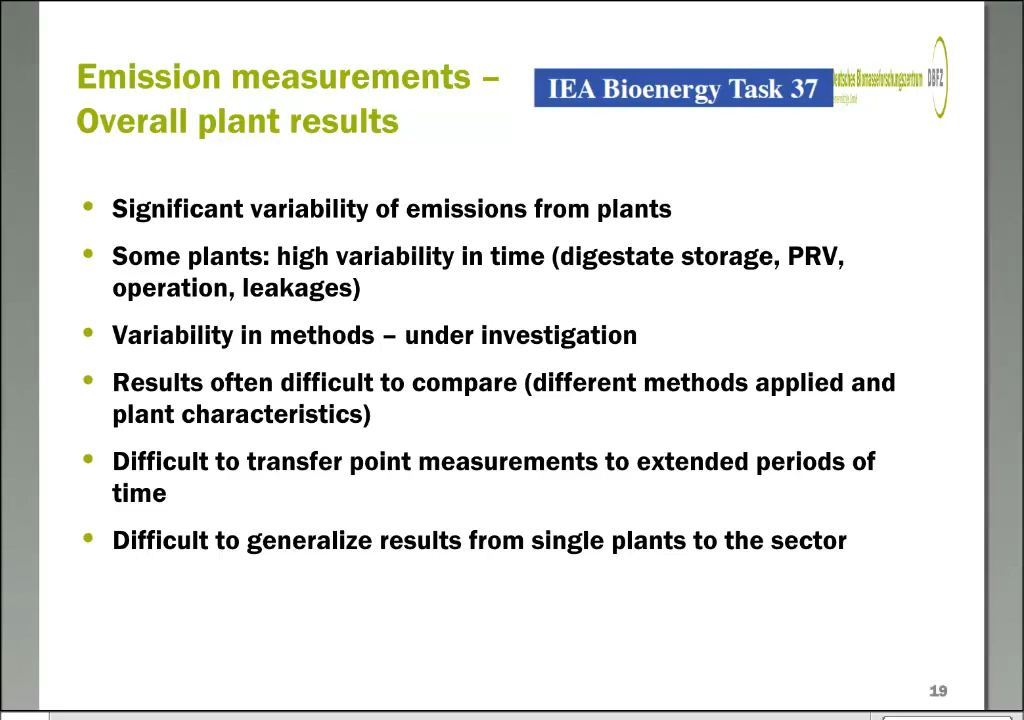 Emission measurements –
Overall plant results
IEA Bioenergy Task 37
Deutsches Biomasseforschungszentrum
DBFZ
• Significant variability of emissions from plants
• Some plants: high variability in time (digestate storage, PRV,
operation, leakages)
• Variability in methods – under investigation
• Results often difficult to compare (different methods applied and
plant characteristics)
• Difficult to transfer point measurements to extended periods of
time
• Difficult to generalize results from single plants to the sector
19